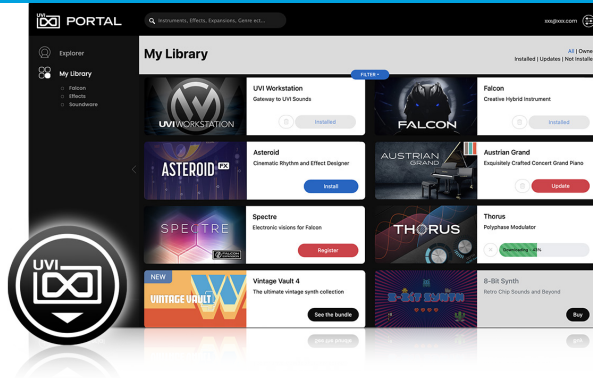 UVI PORTAL
Instruments, Effects, Expansions, Genre ect...
xxx@xxx.com
Explorer
My Library
Falcon
Effects
Soundware
My Library
All | Owne
Installed | Updates | Not Installe
FILTER
UVI WORKSTATION
UVI Workstation
Gateway to UVI Sounds
Installed
FALCON
Falcon
Creative Hybrid Instrument
Installed
ASTEROID FX
Asteroid
Cinematic Rhythm and Effect Designer
Install
AUSTRIAN
GRAND
Austrian Grand
Exquisitely Crafted Concert Grand Piano
Update
SPECTRE
FALCON
Spectre
Electronic visions for Falcon
Register
THORUS
Thorus
Polyphase Modulator
Downloading - 43%
NEW
VINTAGE VAULT
Vintage Vault 4
The ultimate vintage synth collection
See the bundle
8-BIT SYNTH
8-Bit Synth
Retro Chip Sounds and Beyond
Buy
UVI